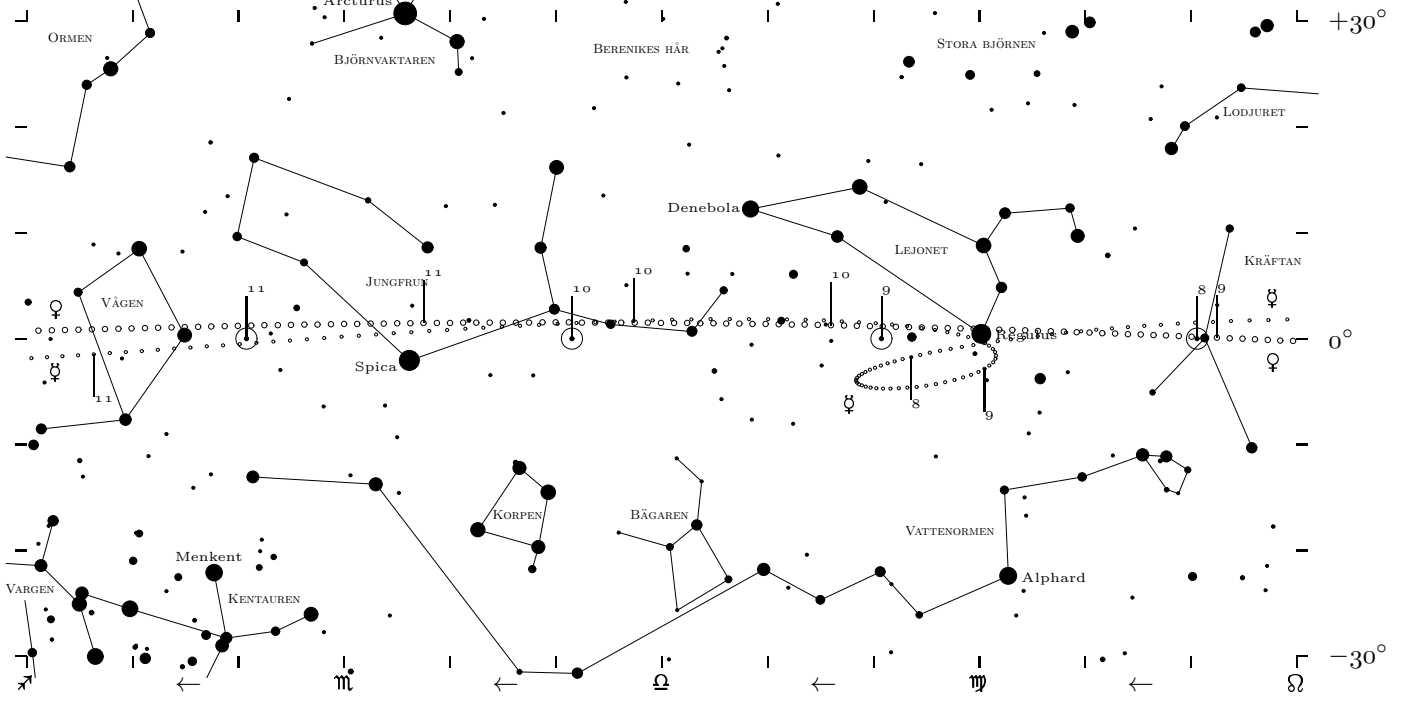 Arcturus
+30°
Ormen
Björnvaktaren
Berenikes hår
Stora björnen
Lodjuret
Denebola
Lejonet
Kräftan
Jungfrun
11
10
10
9
8
9
☿
11
♀
Vågen
0°
Regulus
Spica
☿
♀
☿
11
8
9
Korpen
Bägaren
Vattenormen
Menkent
Alphard
Vargen
Kentauren
−30°
♐ ← ♏ ← ♎ ← ♍ ← ♌